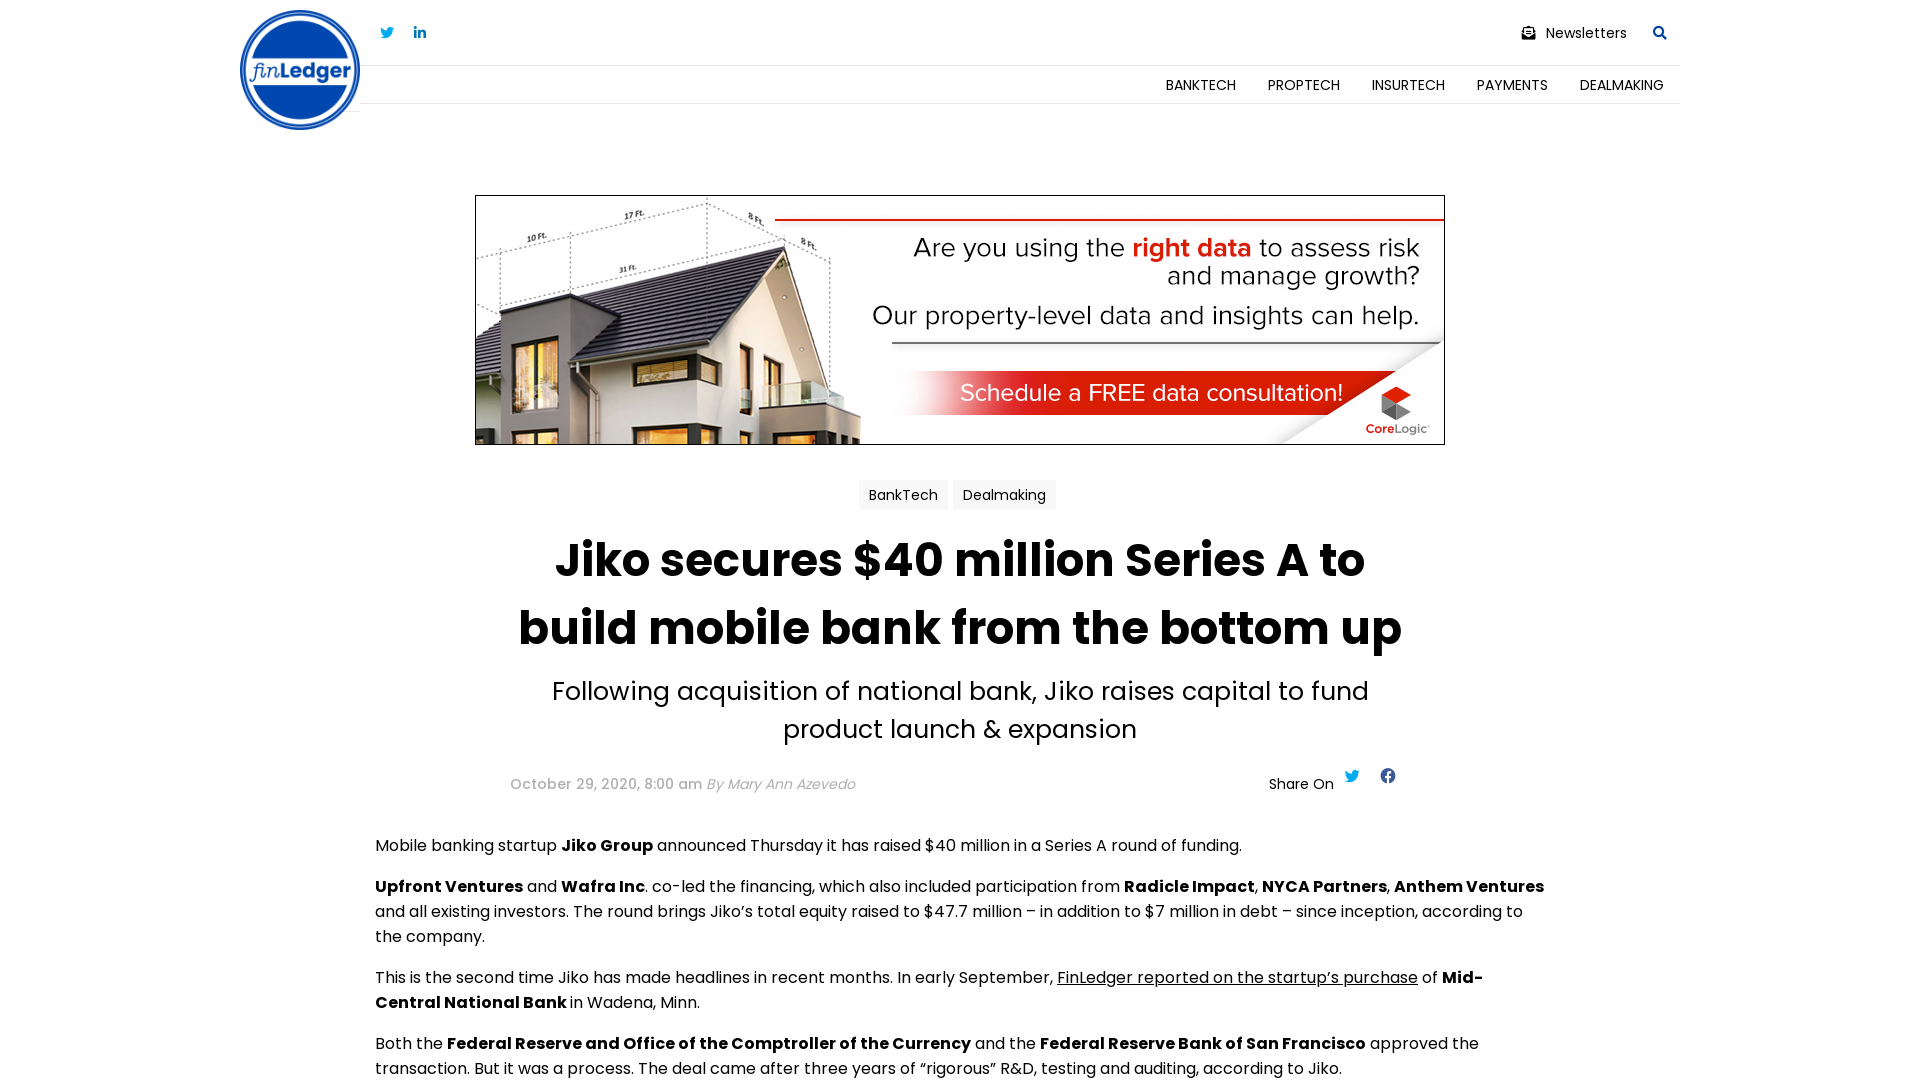 finLedger
Newsletters
BANKTECH PROPTECH INSURTECH PAYMENTS DEALMAKING
17 Ft.
8 Ft.
10 Ft.
8 Ft.
31 Ft.
Are you using the right data to assess risk
and manage growth?
Our property-level data and insights can help.
Schedule a FREE data consultation!
CoreLogic
BankTech Dealmaking
Jiko secures $40 million Series A to
build mobile bank from the bottom up
Following acquisition of national bank, Jiko raises capital to fund
product launch & expansion
October 29, 2020, 8:00 am By Mary Ann Azevedo
Share On
Mobile banking startup Jiko Group announced Thursday it has raised $40 million in a Series A round of funding.
Upfront Ventures and Wafra Inc. co-led the financing, which also included participation from Radicle Impact, NYCA Partners, Anthem Ventures
and all existing investors. The round brings Jiko’s total equity raised to $47.7 million – in addition to $7 million in debt – since inception, according to
the company.
This is the second time Jiko has made headlines in recent months. In early September, FinLedger reported on the startup’s purchase of Mid-
Central National Bank in Wadena, Minn.
Both the Federal Reserve and Office of the Comptroller of the Currency and the Federal Reserve Bank of San Francisco approved the
transaction. But it was a process. The deal came after three years of “rigorous” R&D, testing and auditing, according to Jiko.